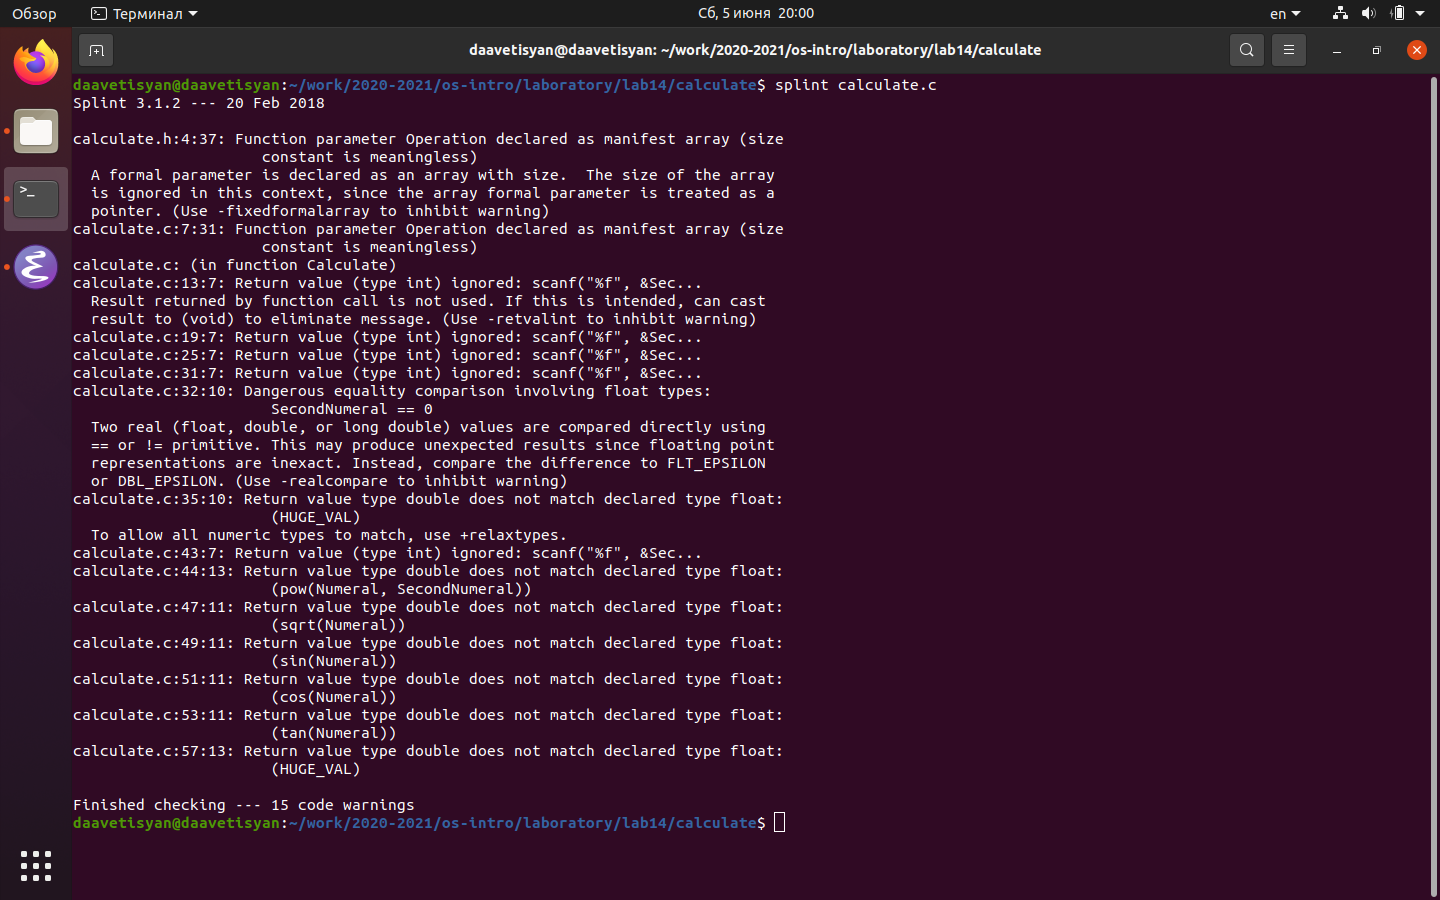 Обзор
Терминал
Сб, 5 июня 20:00
en
daavetisyan@daavetisyan: ~/work/2020-2021/os-intro/laboratory/lab14/calculate
daavetisyan@daavetisyan:~/work/2020-2021/os-intro/laboratory/lab14/calculate$ splint calculate.c
Splint 3.1.2 --- 20 Feb 2018
calculate.h:4:37: Function parameter Operation declared as manifest array (size
constant is meaningless)
A formal parameter is declared as an array with size.  The size of the array
is ignored in this context, since the array formal parameter is treated as a
pointer. (Use -fixedformalarray to inhibit warning)
calculate.c:7:31: Function parameter Operation declared as manifest array (size
constant is meaningless)
calculate.c: (in function Calculate)
calculate.c:13:7: Return value (type int) ignored: scanf("%f", &Sec...
Result returned by function call is not used. If this is intended, can cast
result to (void) to eliminate message. (Use -retvalint to inhibit warning)
calculate.c:19:7: Return value (type int) ignored: scanf("%f", &Sec...
calculate.c:25:7: Return value (type int) ignored: scanf("%f", &Sec...
calculate.c:31:7: Return value (type int) ignored: scanf("%f", &Sec...
calculate.c:32:10: Dangerous equality comparison involving float types:
SecondNumeral == 0
Two real (float, double, or long double) values are compared directly using
== or != primitive. This may produce unexpected results since floating point
representations are inexact. Instead, compare the difference to FLT_EPSILON
or DBL_EPSILON. (Use -realcompare to inhibit warning)
calculate.c:35:10: Return value type double does not match declared type float:
(HUGE_VAL)
To allow all numeric types to match, use +relaxtypes.
calculate.c:43:7: Return value (type int) ignored: scanf("%f", &Sec...
calculate.c:44:13: Return value type double does not match declared type float:
(pow(Numeral, SecondNumeral))
calculate.c:47:11: Return value type double does not match declared type float:
(sqrt(Numeral))
calculate.c:49:11: Return value type double does not match declared type float:
(sin(Numeral))
calculate.c:51:11: Return value type double does not match declared type float:
(cos(Numeral))
calculate.c:53:11: Return value type double does not match declared type float:
(tan(Numeral))
calculate.c:57:13: Return value type double does not match declared type float:
(HUGE_VAL)
Finished checking --- 15 code warnings
daavetisyan@daavetisyan:~/work/2020-2021/os-intro/laboratory/lab14/calculate$